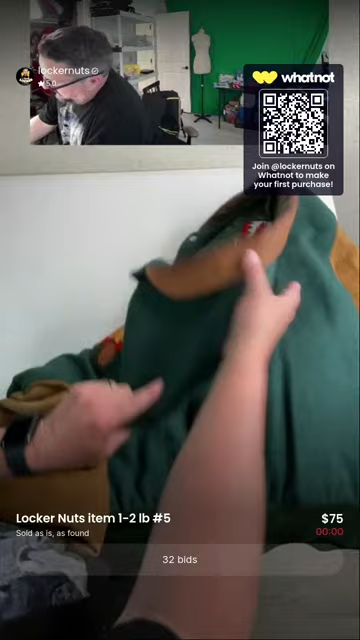 lockernuts
★5.0
whatnot
Join @lockernuts on
Whatnot to make
your first purchase!
Locker Nuts item 1-2 lb #5
$75
Sold as is, as found
00:00
32 bids